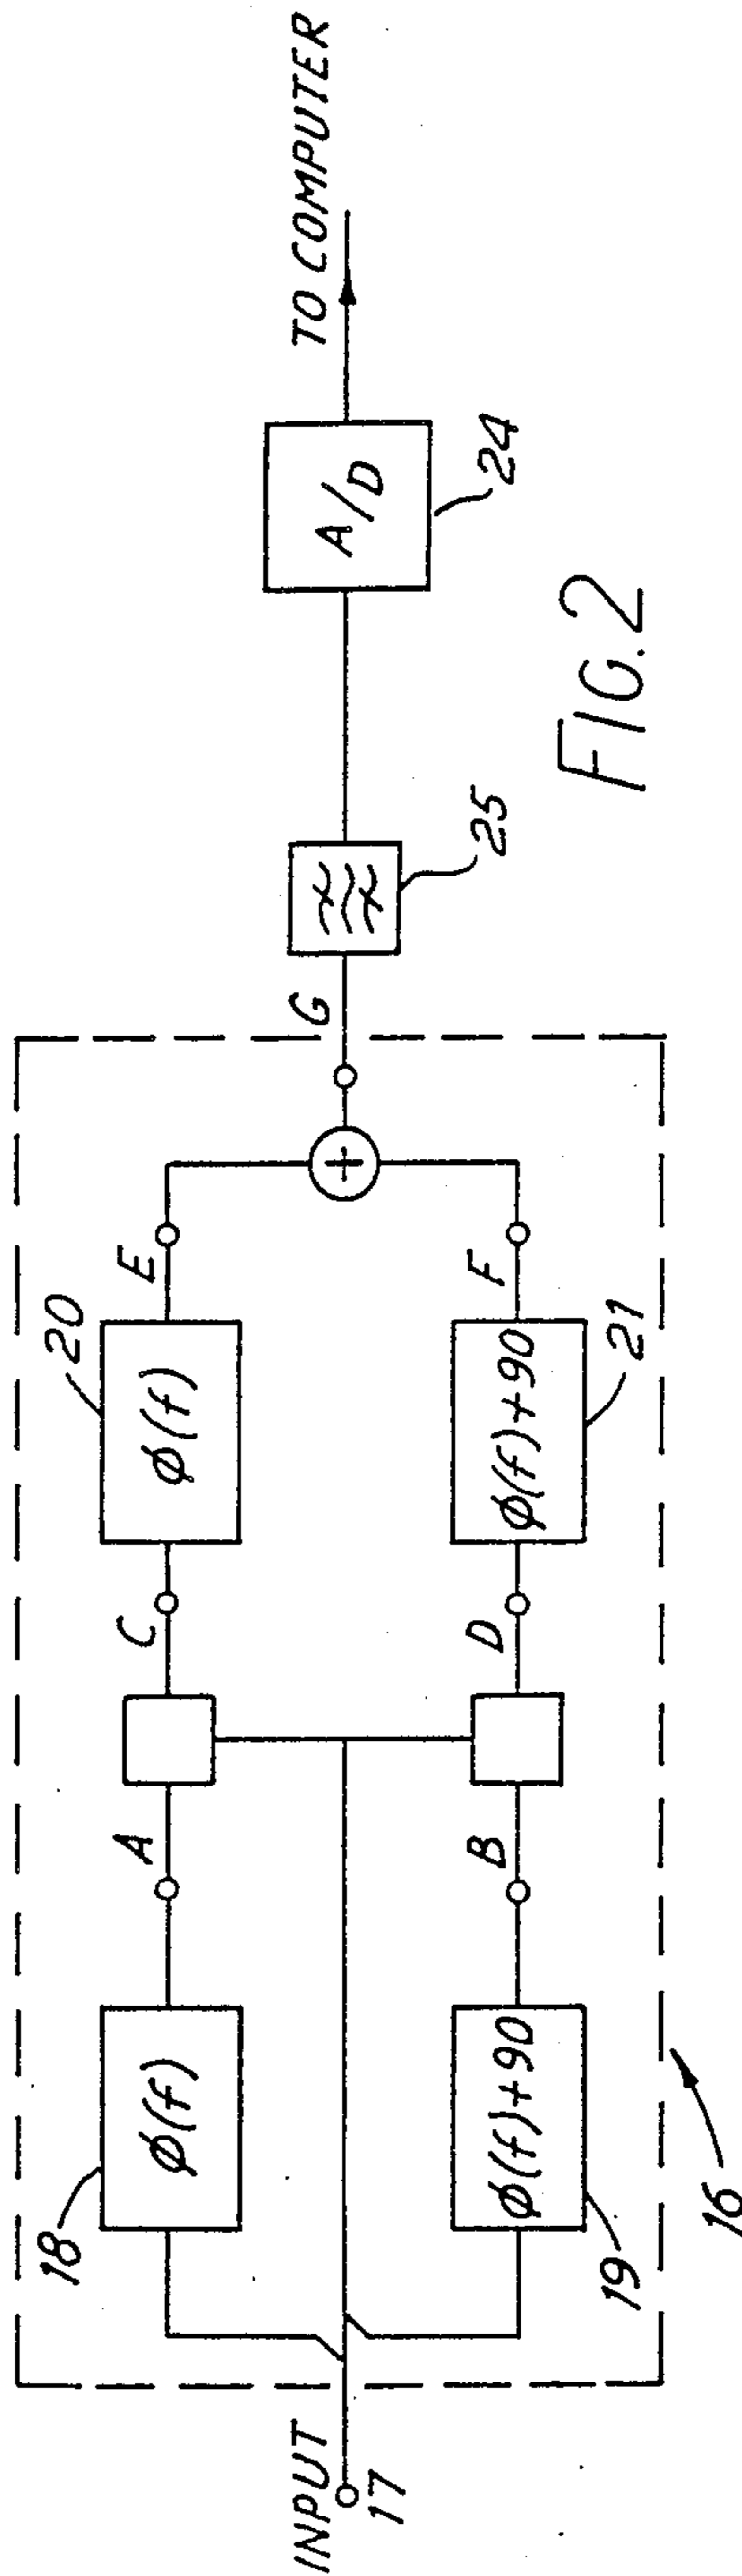 INPUT
17
18
ϕ(f)
A
C
20
ϕ(f)
E
19
ϕ(f)+90
B
D
21
ϕ(f)+90
F
G
25
A/D
24
TO COMPUTER
16
FIG.2